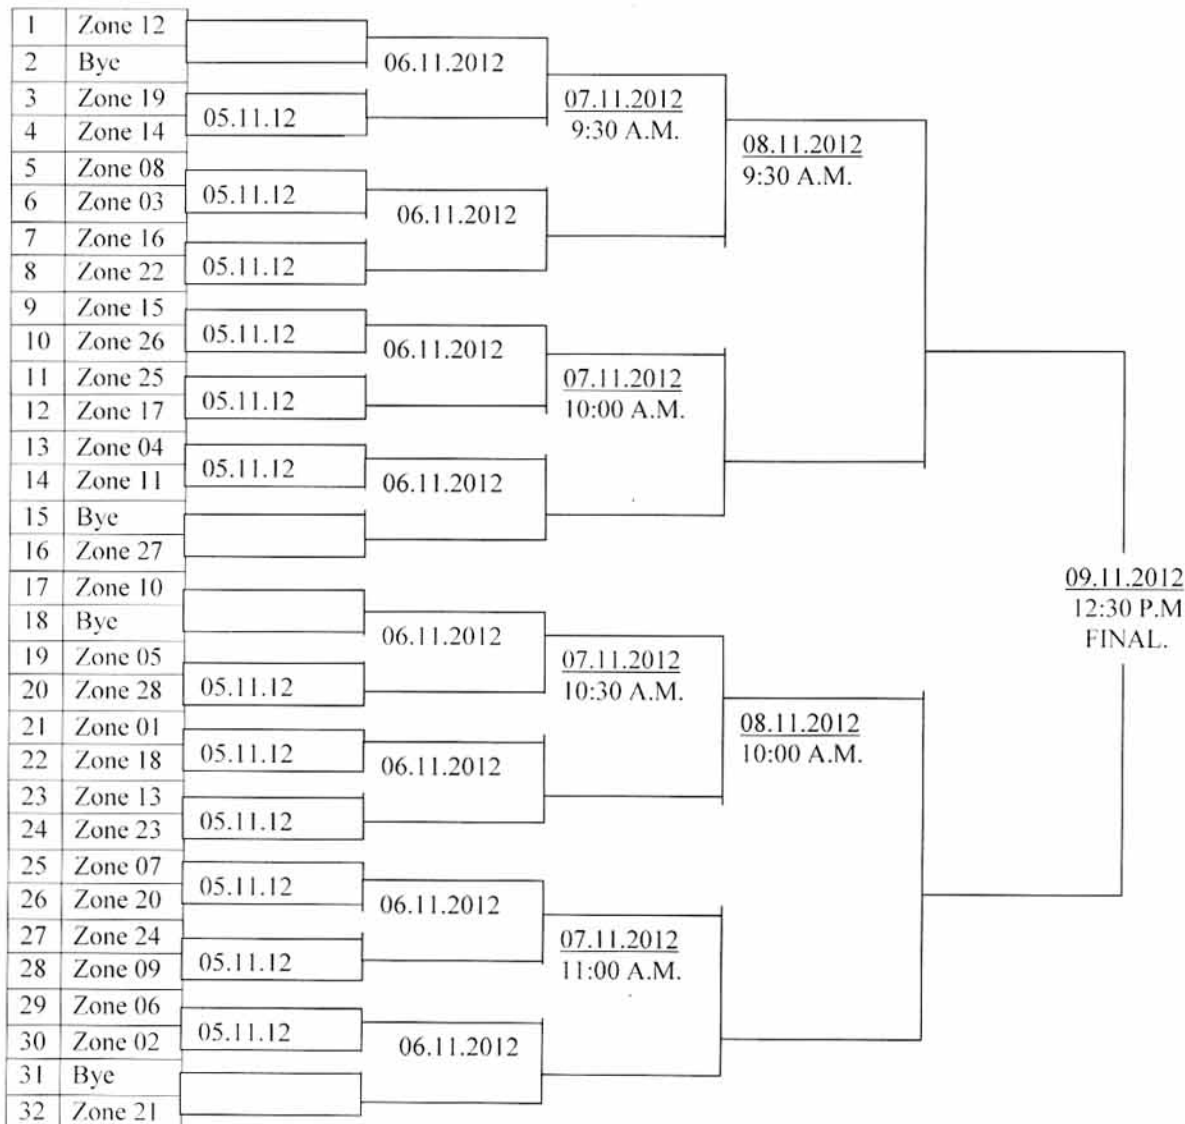 1 Zone 12
2 Bye
3 Zone 19
4 Zone 14
5 Zone 08
6 Zone 03
7 Zone 16
8 Zone 22
9 Zone 15
10 Zone 26
11 Zone 25
12 Zone 17
13 Zone 04
14 Zone 11
15 Bye
16 Zone 27
17 Zone 10
18 Bye
19 Zone 05
20 Zone 28
21 Zone 01
22 Zone 18
23 Zone 13
24 Zone 23
25 Zone 07
26 Zone 20
27 Zone 24
28 Zone 09
29 Zone 06
30 Zone 02
31 Bye
32 Zone 21
05.11.12
05.11.12
05.11.12
05.11.12
05.11.12
05.11.12
05.11.12
05.11.12
05.11.12
05.11.12
05.11.12
05.11.12
06.11.2012
06.11.2012
06.11.2012
06.11.2012
06.11.2012
06.11.2012
06.11.2012
06.11.2012
07.11.2012
9:30 A.M.
07.11.2012
10:00 A.M.
07.11.2012
10:30 A.M.
07.11.2012
11:00 A.M.
08.11.2012
9:30 A.M.
08.11.2012
10:00 A.M.
09.11.2012
12:30 P.M
FINAL.